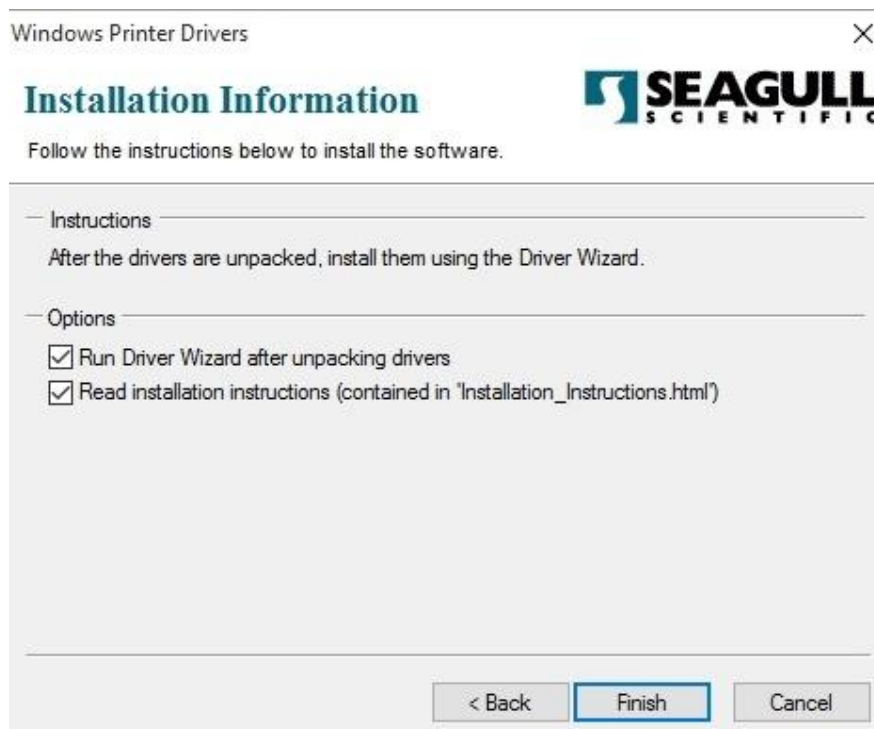 Windows Printer Drivers
Installation Information
SEAGULL
SCIENTIFIC
Follow the instructions below to install the software.
Instructions
After the drivers are unpacked, install them using the Driver Wizard.
Options
Run Driver Wizard after unpacking drivers
Read installation instructions (contained in 'Installation_Instructions.html')
< Back
Finish
Cancel